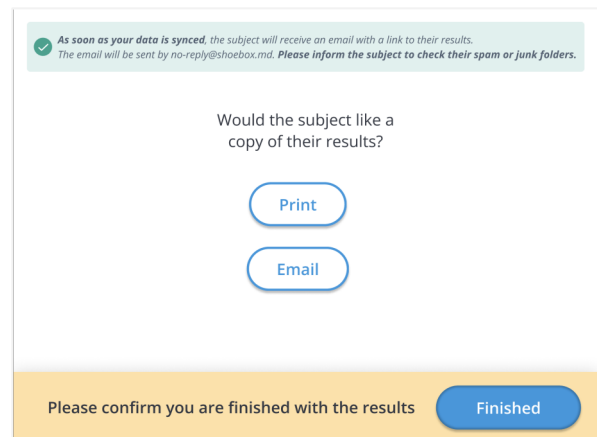 As soon as your data is synced, the subject will receive an email with a link to their results.
The email will be sent by no-reply@shoebox.md. Please inform the subject to check their spam or junk folders.
Would the subject like a
copy of their results?
Print
Email
Please confirm you are finished with the results
Finished